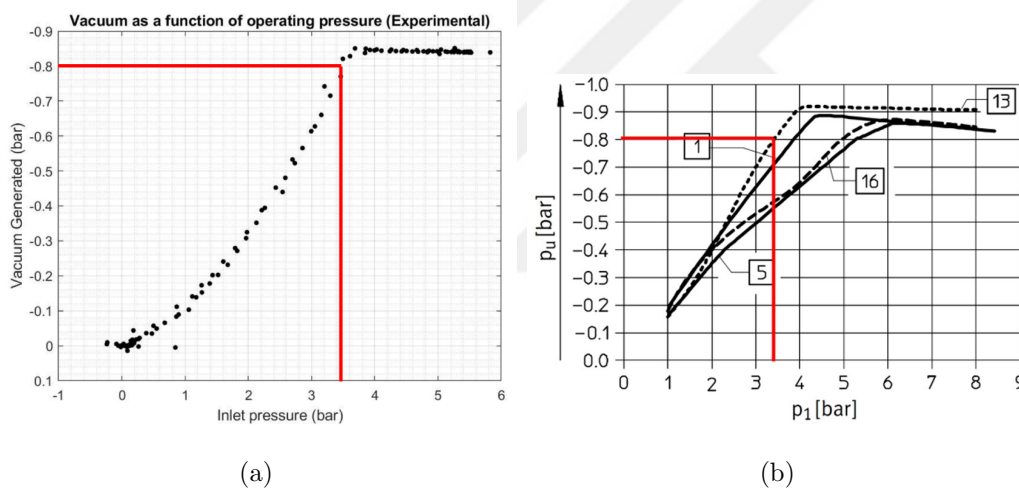 Vacuum as a function of operating pressure (Experimental)
Vacuum Generated (bar)
-0.9
-0.8
-0.7
-0.6
-0.5
-0.4
-0.3
-0.2
-0.1
0
0.1
-1 0 1 2 3 4 5 6
Inlet pressure (bar)
(a)
pu [bar]
-1.0
-0.9
-0.8
-0.7
-0.6
-0.5
-0.4
-0.3
-0.2
-0.1
0.0
13
1
16
5
0 1 2 3 4 5 6 7 8 9
p1 [bar]
(b)